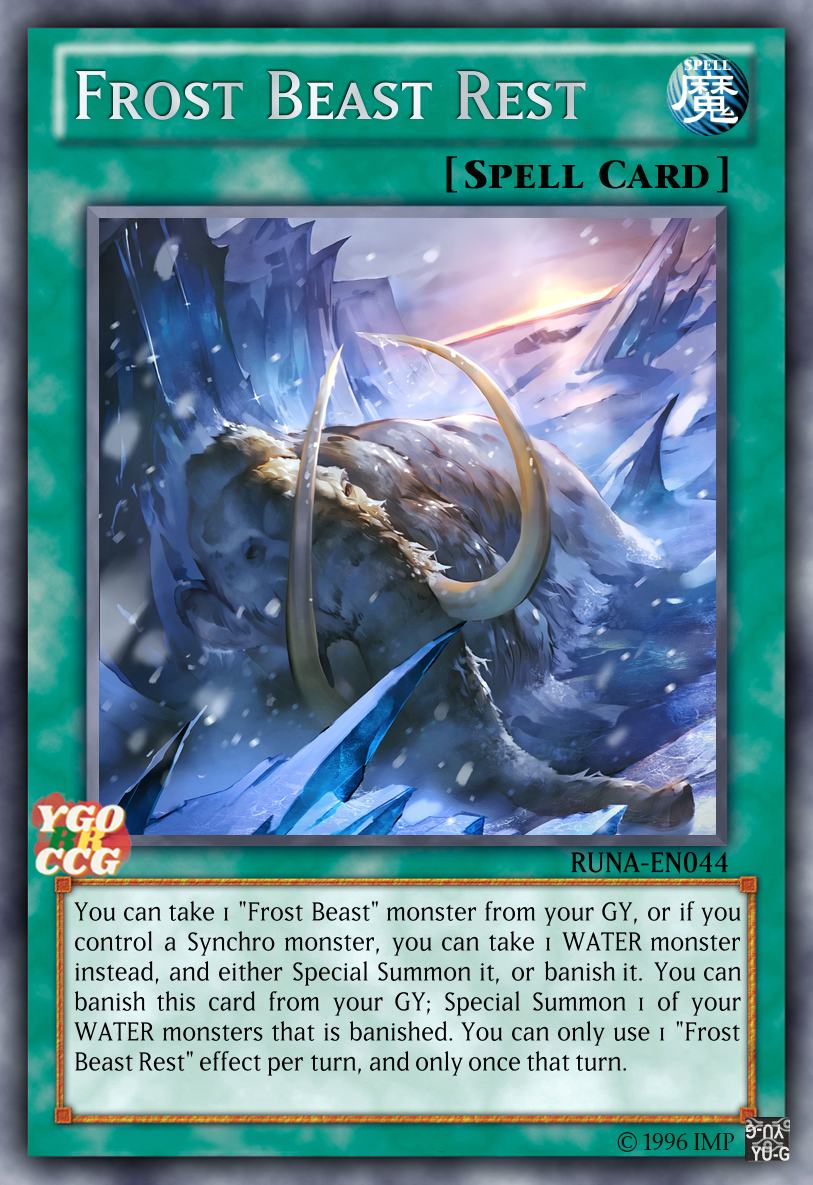 Frost Beast Rest
SPELL
魔
[Spell Card]
YGO
RR
CCG
RUNA-EN044
You can take 1 "Frost Beast" monster from your GY, or if you
control a Synchro monster, you can take 1 WATER monster
instead, and either Special Summon it, or banish it. You can
banish this card from your GY; Special Summon 1 of your
WATER monsters that is banished. You can only use 1 "Frost
Beast Rest" effect per turn, and only once that turn.
© 1996 IMP
YU-G